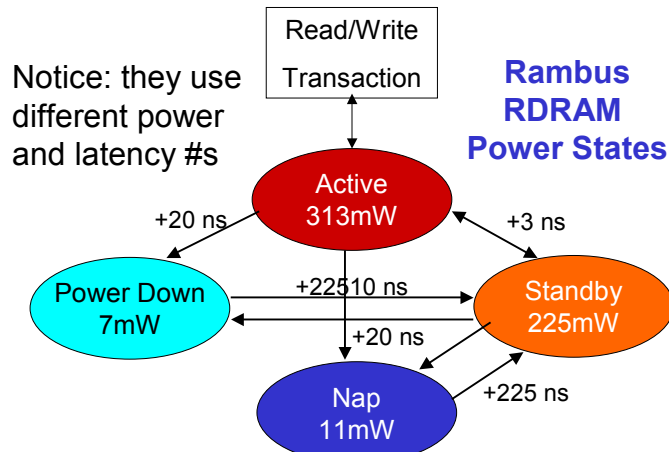 Read/Write
Transaction
Notice: they use
different power
and latency #s
Rambus
RDRAM
Power States
Active
313mW
+20 ns
+3 ns
Power Down
7mW
+22510 ns
Standby
225mW
+20 ns
+225 ns
Nap
11mW